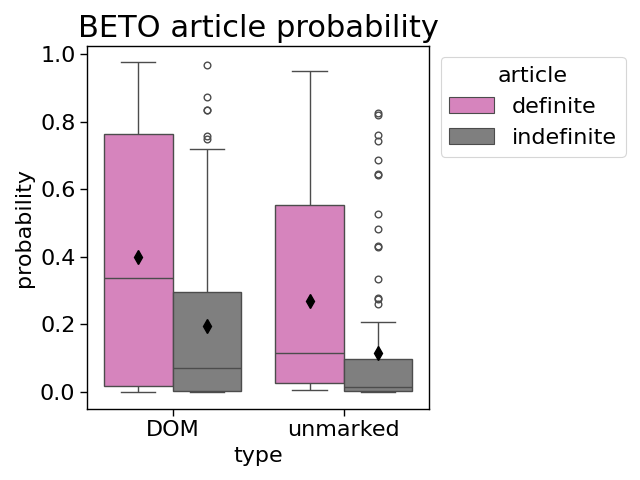 BETO article probability
1.0
0.8
0.6
0.4
0.2
0.0
probability
DOM
unmarked
type
article
definite
indefinite